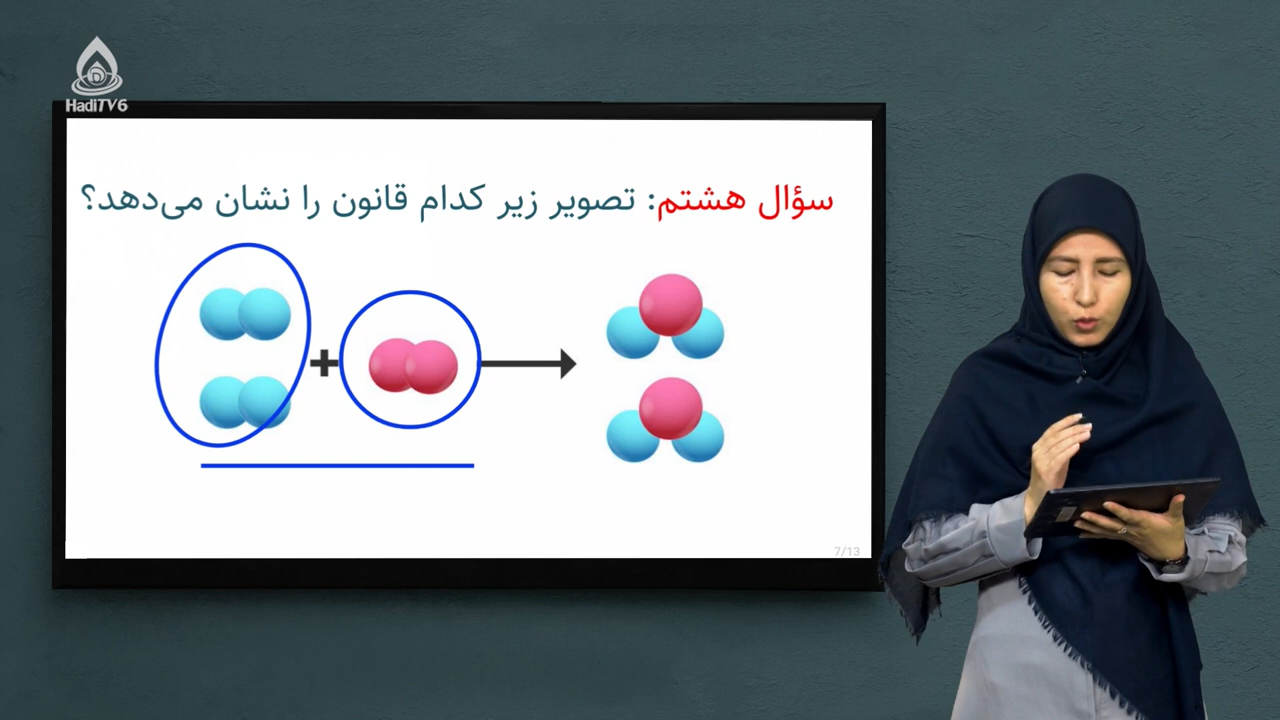 HadiTV6
سؤال هشتم: تصویر زیر کدام قانون را نشان می‌دهد؟
+
7/13